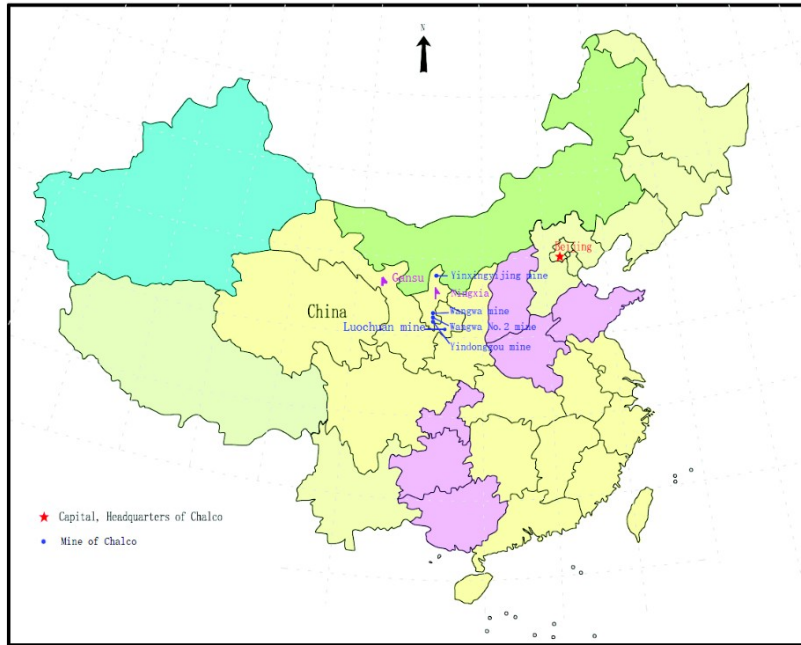 N
Beijing
Yinxingyijing mine
Gansu
Ningxia
China
Wangwa mine
Luochuan mine
Wangwa No.2 mine
Yindonggou mine
Capital, Headquarters of Chalco
Mine of Chalco